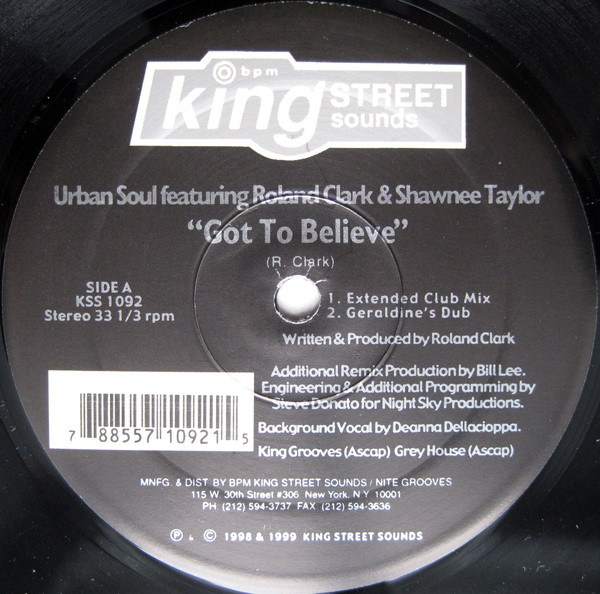 bpm
king STREET
sounds
Urban Soul featuring Roland Clark & Shawnee Taylor
“Got To Believe”
(R. Clark)
SIDE A
KSS 1092
Stereo 33 1/3 rpm
1. Extended Club Mix
2. Geraldine's Dub
Written & Produced by Roland Clark
Additional Remix Production by Bill Lee.
Engineering & Additional Programming by
Steve Donato for Night Sky Productions.
Background Vocal by Deanna Dellacioppa.
King Grooves (Ascap) Grey House (Ascap)
7 88557 10921 5
MNFG. & DIST BY BPM KING STREET SOUNDS / NITE GROOVES
115 W. 30th Street #306 New York, N.Y 10001
PH (212) 594-3737 FAX (212) 594-3636
℗ & © 1998 & 1999 KING STREET SOUNDS